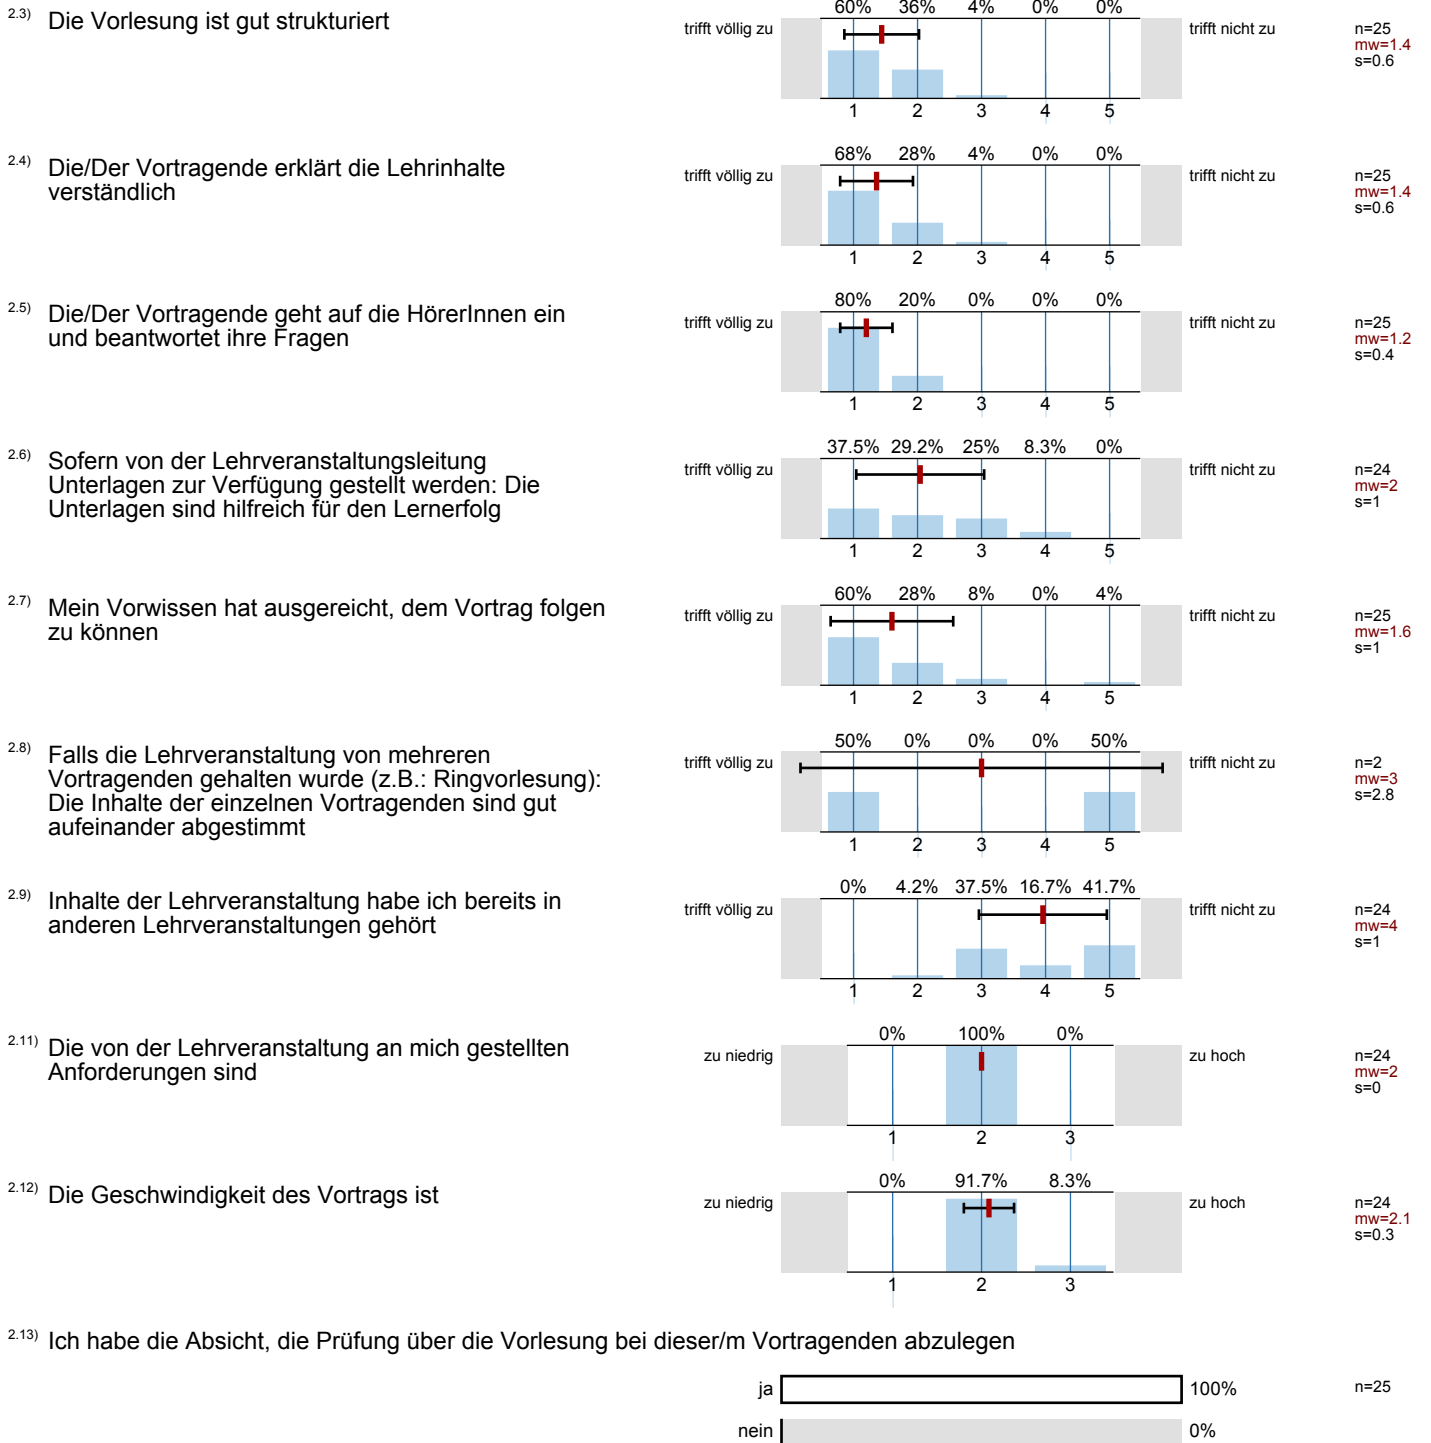 2.3) Die Vorlesung ist gut strukturiert
60% 36% 4% 0% 0%
trifft völlig zu
trifft nicht zu
n=25
mw=1.4
s=0.6
1 2 3 4 5
2.4) Die/Der Vortragende erklärt die Lehrinhalte
verständlich
68% 28% 4% 0% 0%
trifft völlig zu
trifft nicht zu
n=25
mw=1.4
s=0.6
1 2 3 4 5
2.5) Die/Der Vortragende geht auf die HörerInnen ein
und beantwortet ihre Fragen
80% 20% 0% 0% 0%
trifft völlig zu
trifft nicht zu
n=25
mw=1.2
s=0.4
1 2 3 4 5
2.6) Sofern von der Lehrveranstaltungsleitung
Unterlagen zur Verfügung gestellt werden: Die
Unterlagen sind hilfreich für den Lernerfolg
37.5% 29.2% 25% 8.3% 0%
trifft völlig zu
trifft nicht zu
n=24
mw=2
s=1
1 2 3 4 5
2.7) Mein Vorwissen hat ausgereicht, dem Vortrag folgen
zu können
60% 28% 8% 0% 4%
trifft völlig zu
trifft nicht zu
n=25
mw=1.6
s=1
1 2 3 4 5
2.8) Falls die Lehrveranstaltung von mehreren
Vortragenden gehalten wurde (z.B.: Ringvorlesung):
Die Inhalte der einzelnen Vortragenden sind gut
aufeinander abgestimmt
50% 0% 0% 0% 50%
trifft völlig zu
trifft nicht zu
n=2
mw=3
s=2.8
1 2 3 4 5
2.9) Inhalte der Lehrveranstaltung habe ich bereits in
anderen Lehrveranstaltungen gehört
0% 4.2% 37.5% 16.7% 41.7%
trifft völlig zu
trifft nicht zu
n=24
mw=4
s=1
1 2 3 4 5
2.11) Die von der Lehrveranstaltung an mich gestellten
Anforderungen sind
0% 100% 0%
zu niedrig
zu hoch
n=24
mw=2
s=0
1 2 3
2.12) Die Geschwindigkeit des Vortrags ist
0% 91.7% 8.3%
zu niedrig
zu hoch
n=24
mw=2.1
s=0.3
1 2 3
2.13) Ich habe die Absicht, die Prüfung über die Vorlesung bei dieser/m Vortragenden abzulegen
ja 100% n=25
nein 0%